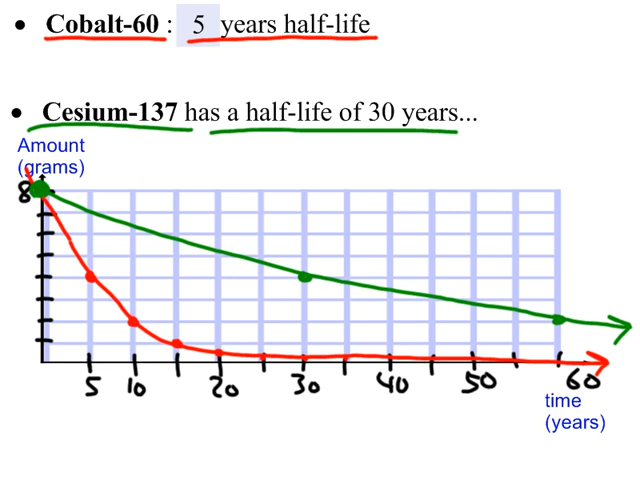 • Cobalt-60 : 5 years half-life
• Cesium-137 has a half-life of 30 years...
Amount
(grams)
8
5 10 20 30 40 50 60
time
(years)